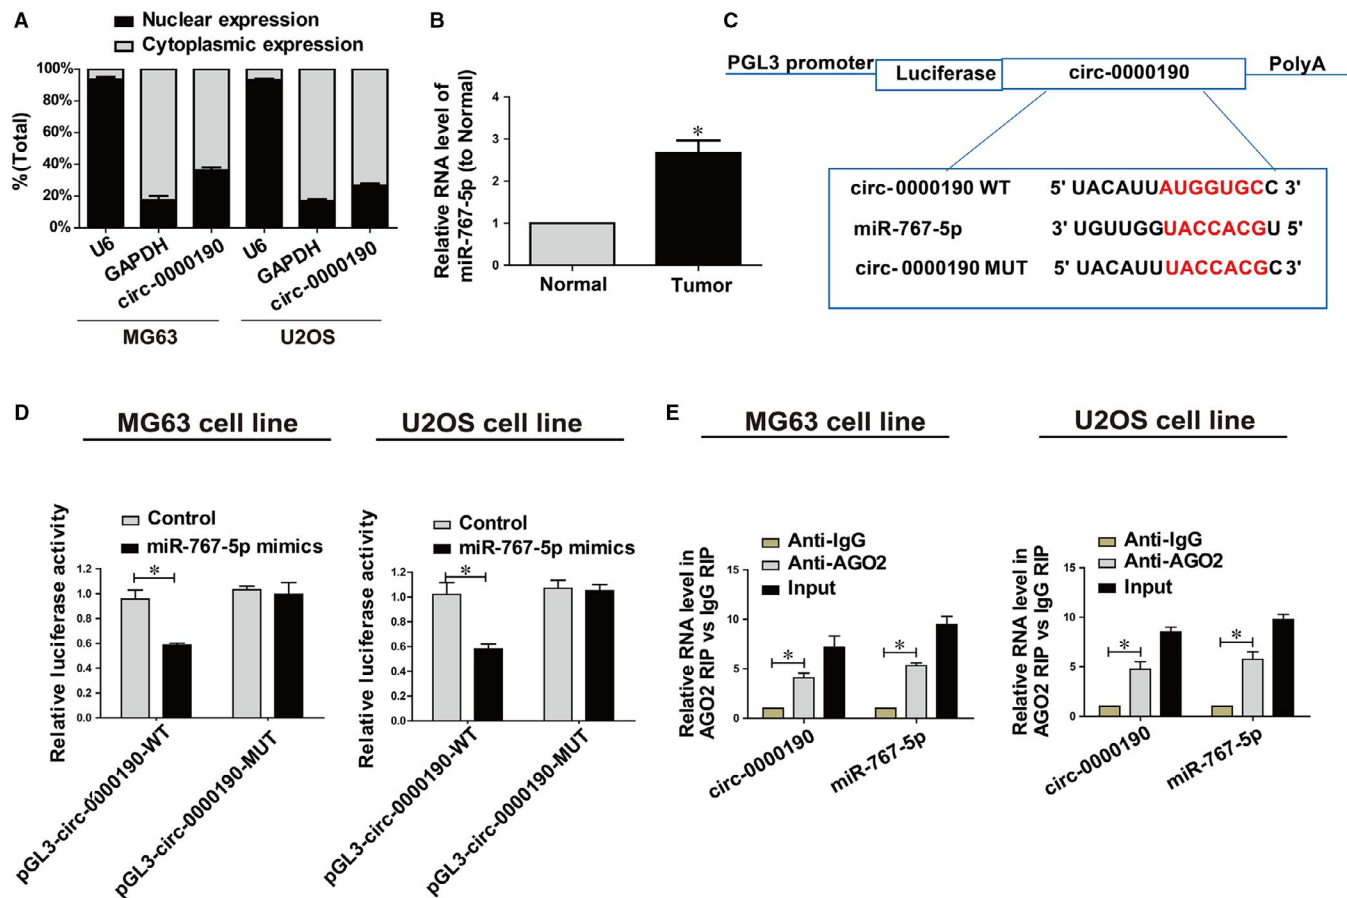 A
Nuclear expression
Cytoplasmic expression
%(Total)
100%
80%
60%
40%
20%
0%
U6
GAPDH
circ-0000190
U6
GAPDH
circ-0000190
MG63
U2OS
B
Relative RNA level of
miR-767-5p (to Normal)
4
3
2
1
0
*
Normal
Tumor
C
PGL3 promoter
Luciferase
circ-0000190
PolyA
circ-0000190 WT 5' UACAUUAUGGUGCC 3'
miR-767-5p 3' UGUUGGUACCACGU 5'
circ-0000190 MUT 5' UACAUUUACCACGC 3'
D
MG63 cell line
Relative luciferase activity
Control
miR-767-5p mimics
1.2
1.0
0.8
0.6
0.4
0.2
0.0
*
pGL3-circ-0000190-WT
pGL3-circ-0000190-MUT
U2OS cell line
Relative luciferase activity
Control
miR-767-5p mimics
1.2
1.0
0.8
0.6
0.4
0.2
0.0
*
pGL3-circ-0000190-WT
pGL3-circ-0000190-MUT
E
MG63 cell line
Relative RNA level in
AGO2 RIP vs IgG RIP
Anti-IgG
Anti-AGO2
Input
15
10
5
0
*
*
circ-0000190
miR-767-5p
U2OS cell line
Relative RNA level in
AGO2 RIP vs IgG RIP
Anti-IgG
Anti-AGO2
Input
15
10
5
0
*
*
circ-0000190
miR-767-5p